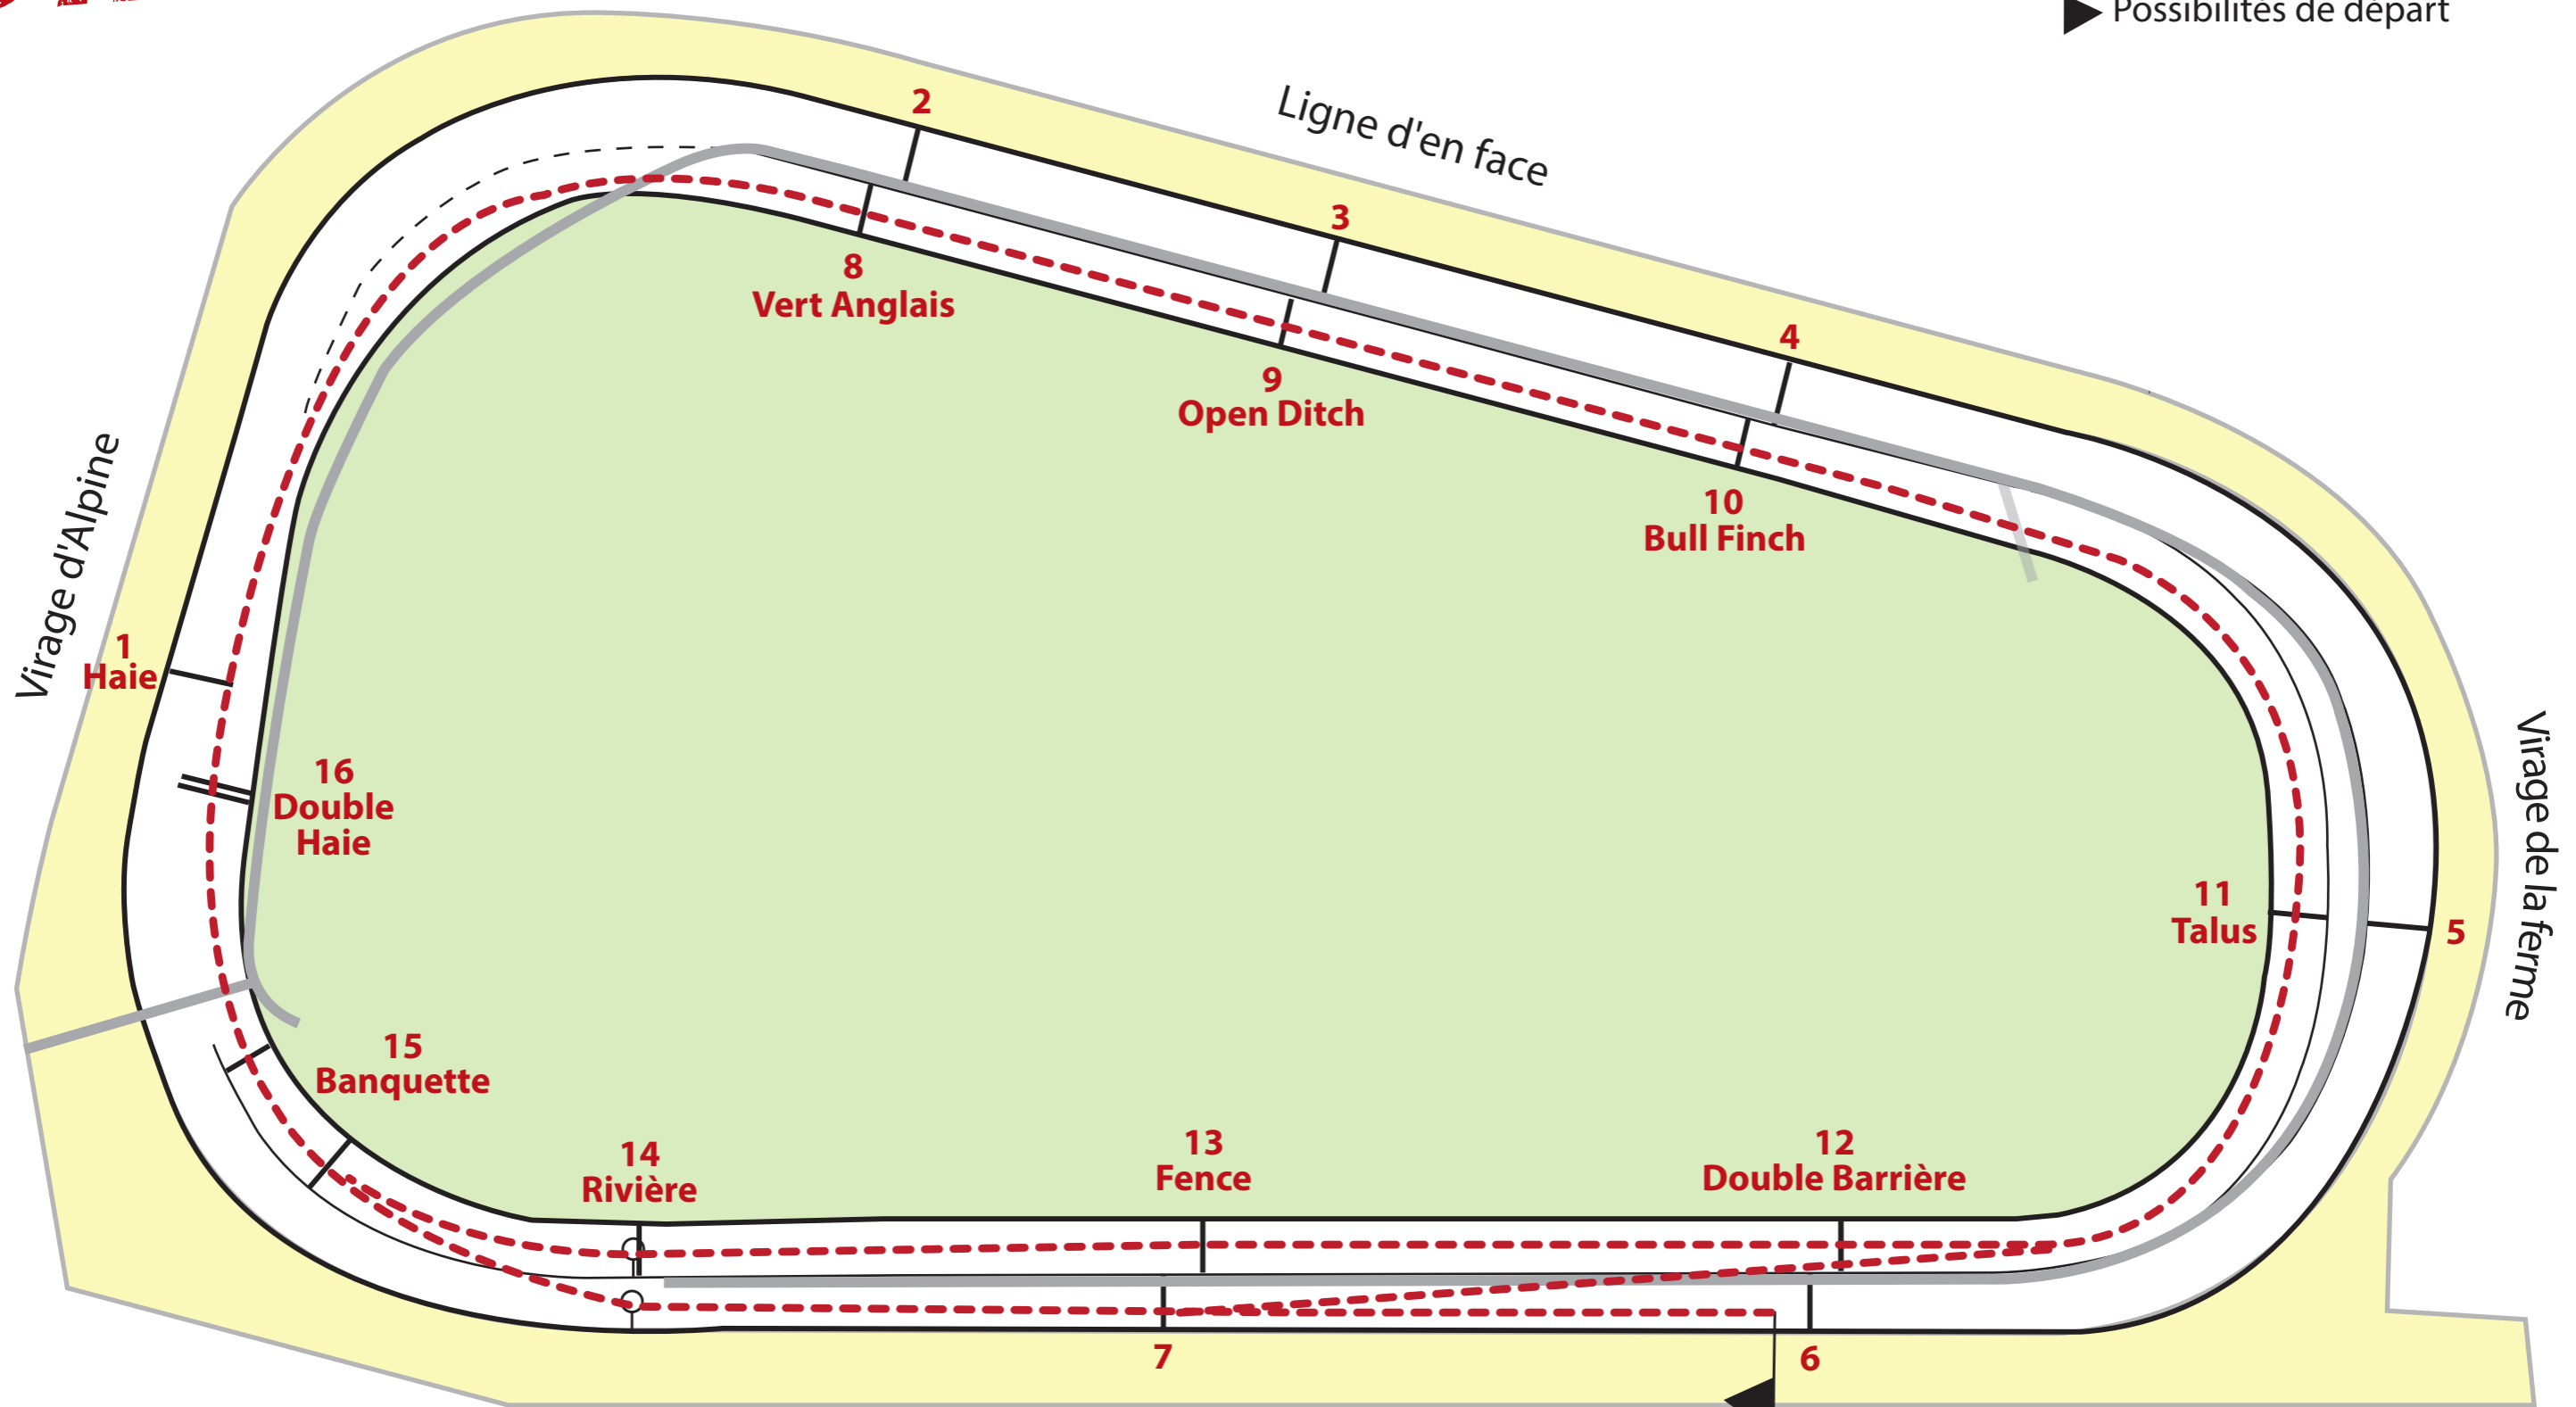 Possibilités de départ
Ligne d'en face
2
3
4
8
Vert Anglais
9
Open Ditch
10
Bull Finch
Virage d'Alpine
1
Haie
16
Double
Haie
11
Talus
5
Virage de la ferme
15
Banquette
14
Rivière
13
Fence
12
Double Barrière
7
6